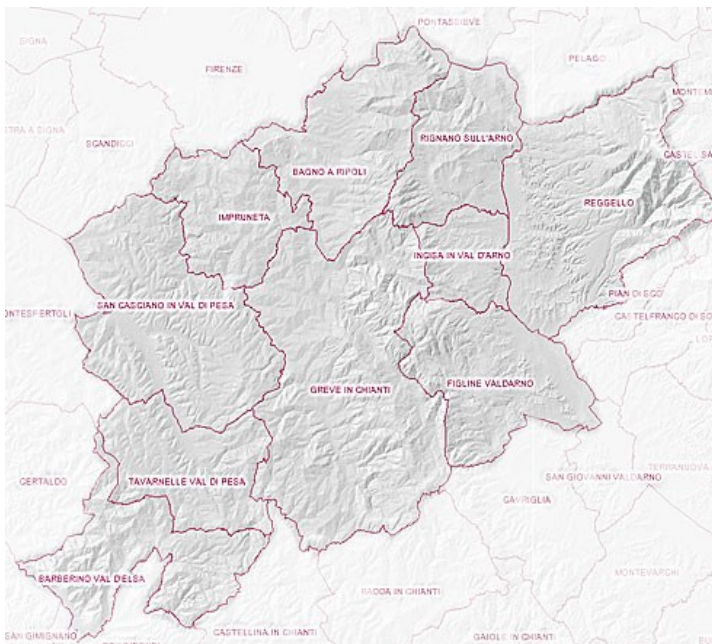 PONTASSIEVE
SIGNA
PELAGO
FIRENZE
SCANDICCI
RIGNANO SULL'ARNO
BAGNO A RIPOLI
REGGELLO
IMPRUNETA
INCISA IN VAL D'ARNO
SAN CASCIANO IN VAL DI PESA
PIAN DI SCO'
GREVE IN CHIANTI
FIGLINE VALDARNO
CERTALDO
TAVARNELLE VAL DI PESA
SAN GIOVANNI VALDARNO
CAVRIGLIA
MONTEVARCHI
BARBERINO VAL D'ELSA
RADDA IN CHIANTI
SAN GIMIGNANO
CASTELLINA IN CHIANTI
GAIOLE IN CHIANTI